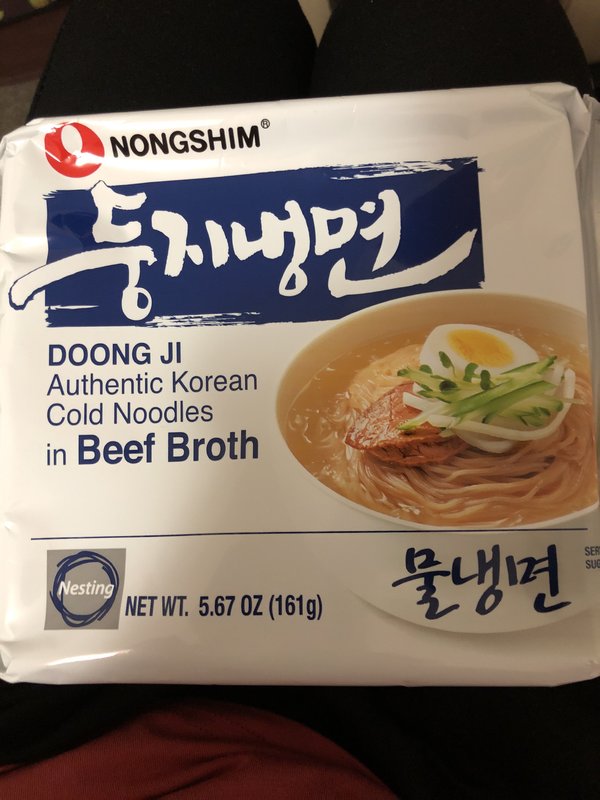 NONGSHIM®
둥지냉면
DOONG JI
Authentic Korean
Cold Noodles
in Beef Broth
Nesting
NET WT. 5.67 OZ (161g)
물냉면